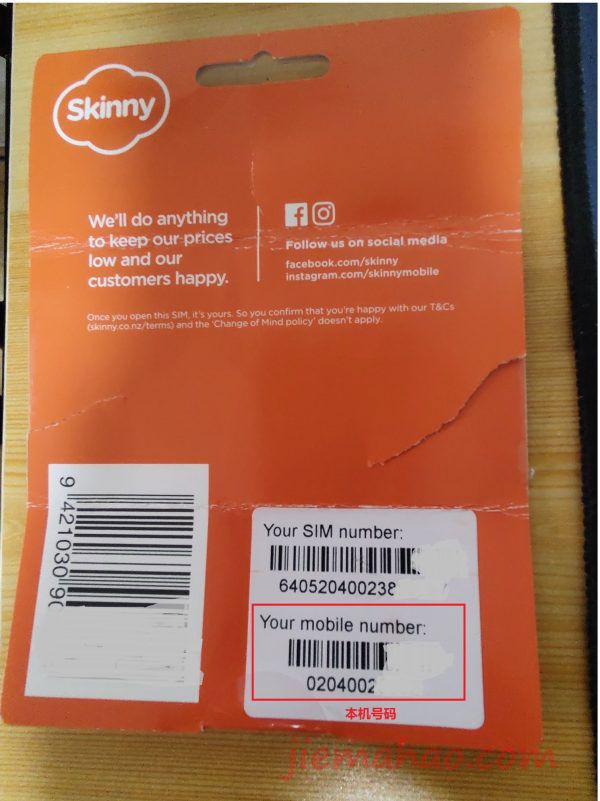 Skinny
We'll do anything
to keep our prices
low and our
customers happy.
Follow us on social media
facebook.com/skinny
instagram.com/skinnymobile
Once you open this SIM, it's yours. So you confirm that you're happy with our T&Cs
(skinny.co.nz/terms) and the 'Change of Mind policy' doesn't apply.
9 421030 90
Your SIM number:
640520400238
Your mobile number:
0204002
本机号码
jiemahao.com